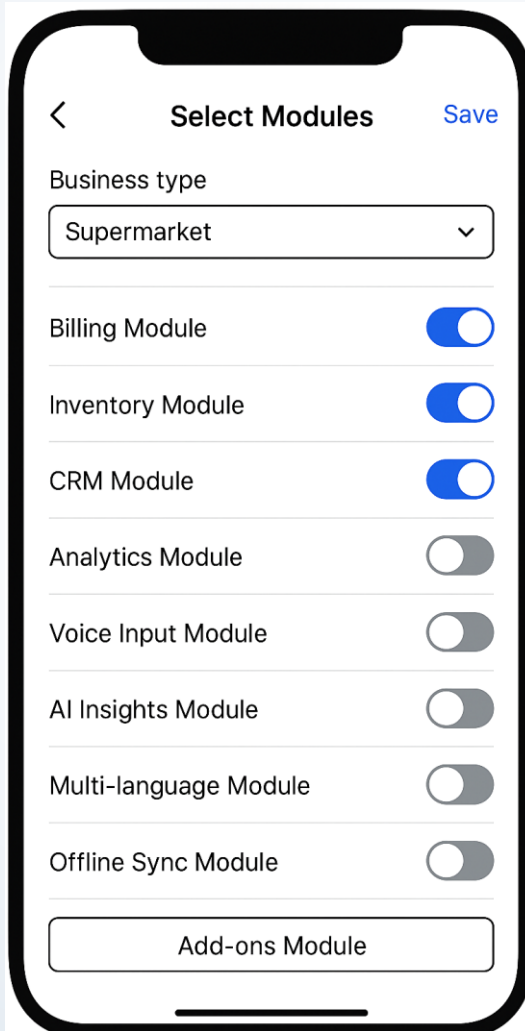 Select Modules
Save
Business type
Supermarket
Billing Module
Inventory Module
CRM Module
Analytics Module
Voice Input Module
AI Insights Module
Multi-language Module
Offline Sync Module
Add-ons Module